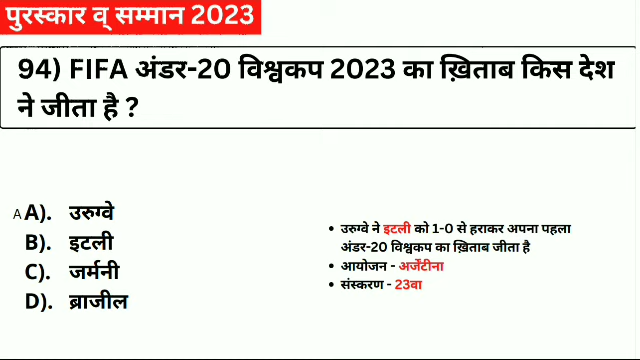 पुरस्कार व् सम्मान 2023
94) FIFA अंडर-20 विश्वकप 2023 का ख़िताब किस देश
ने जीता है ?
A A). उरुग्वे
B). इटली
C). जर्मनी
D). ब्राजील
• उरुग्वे ने इटली को 1-0 से हराकर अपना पहला
अंडर-20 विश्वकप का ख़िताब जीता है
• आयोजन - अर्जेंटीना
• संस्करण - 23वा